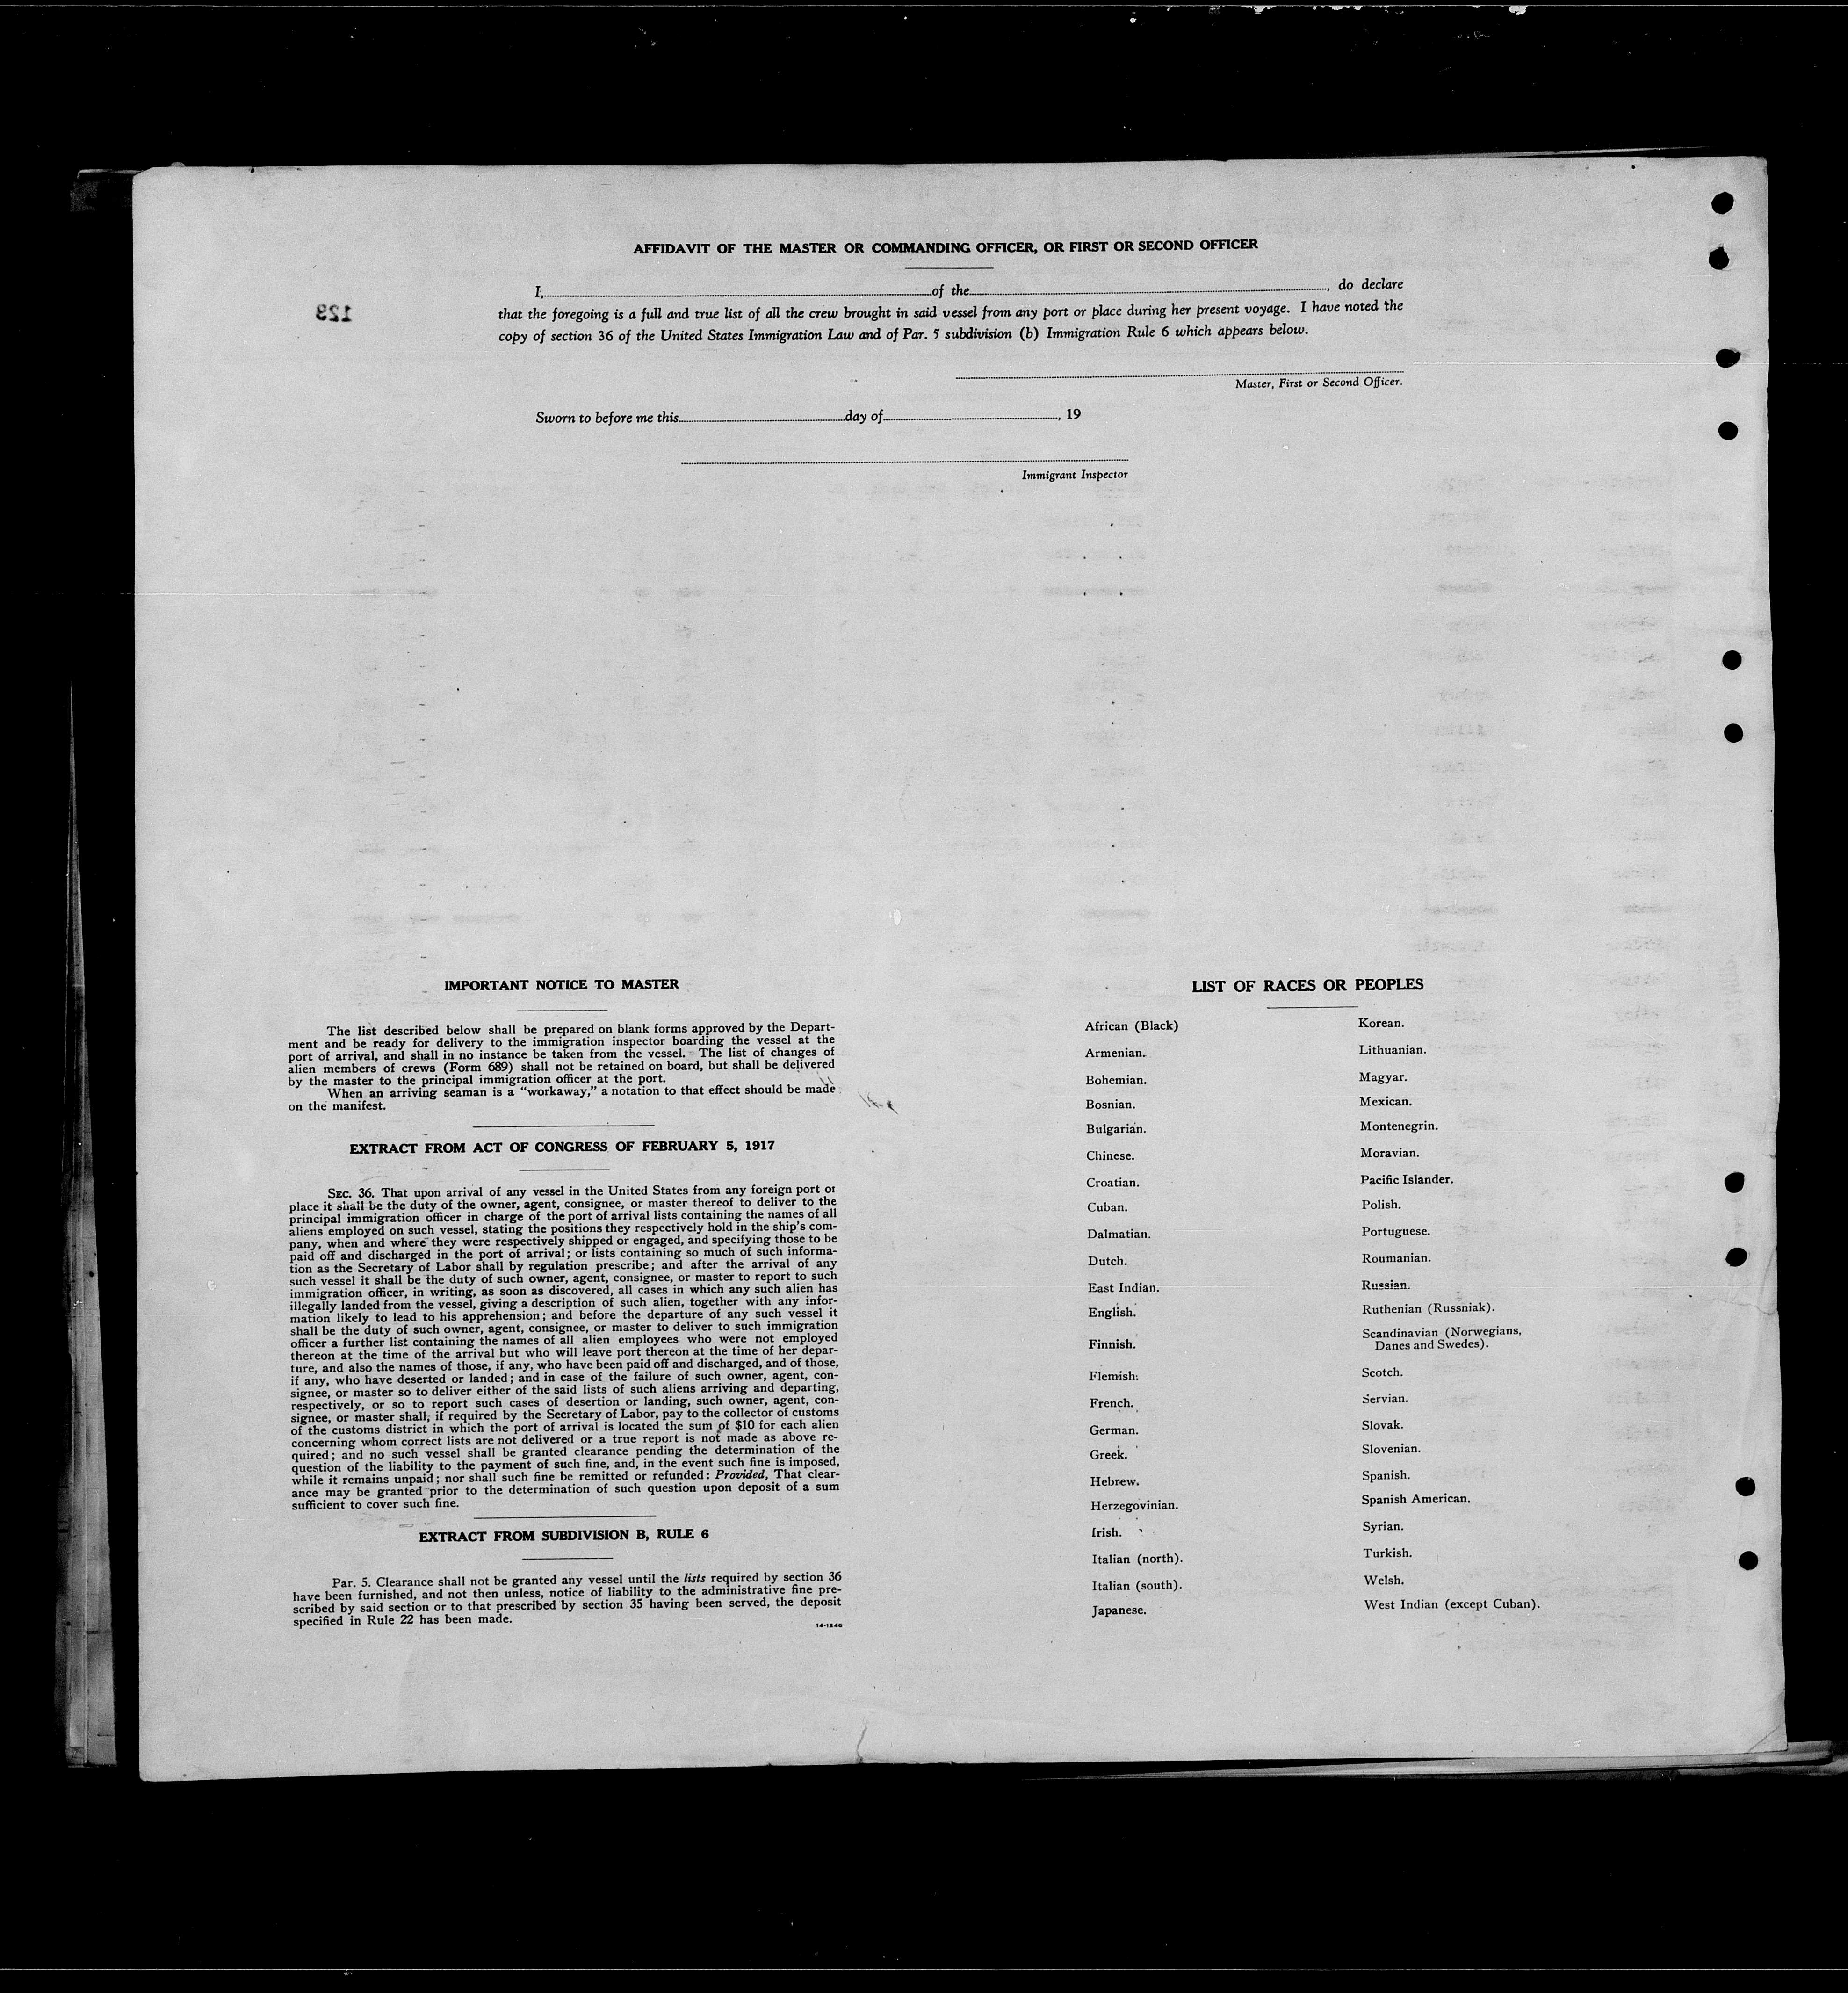 AFFIDAVIT OF THE MASTER OR COMMANDING OFFICER, OR FIRST OR SECOND OFFICER
I, of the , do declare
that the foregoing is a full and true list of all the crew brought in said vessel from any port or place during her present voyage. I have noted the
copy of section 36 of the United States Immigration Law and of Par. 5 subdivision (b) Immigration Rule 6 which appears below.
Master, First or Second Officer.
Sworn to before me this day of , 19
Immigrant Inspector
129
IMPORTANT NOTICE TO MASTER
The list described below shall be prepared on blank forms approved by the Depart-
ment and be ready for delivery to the immigration inspector boarding the vessel at the
port of arrival, and shall in no instance be taken from the vessel. The list of changes of
alien members of crews (Form 689) shall not be retained on board, but shall be delivered
by the master to the principal immigration officer at the port.
When an arriving seaman is a "workaway," a notation to that effect should be made
on the manifest.
EXTRACT FROM ACT OF CONGRESS OF FEBRUARY 5, 1917
SEC. 36. That upon arrival of any vessel in the United States from any foreign port or
place it shall be the duty of the owner, agent, consignee, or master thereof to deliver to the
principal immigration officer in charge of the port of arrival lists containing the names of all
aliens employed on such vessel, stating the positions they respectively hold in the ship's com-
pany, when and where they were respectively shipped or engaged, and specifying those to be
paid off and discharged in the port of arrival; or lists containing so much of such informa-
tion as the Secretary of Labor shall by regulation prescribe; and after the arrival of any
such vessel it shall be the duty of such owner, agent, consignee, or master to report to such
immigration officer, in writing, as soon as discovered, all cases in which any such alien has
illegally landed from the vessel, giving a description of such alien, together with any infor-
mation likely to lead to his apprehension; and before the departure of any such vessel it
shall be the duty of such owner, agent, consignee, or master to deliver to such immigration
officer a further list containing the names of all alien employees who were not employed
thereon at the time of the arrival but who will leave port thereon at the time of her depar-
ture, and also the names of those, if any, who have been paid off and discharged, and of those,
if any, who have deserted or landed; and in case of the failure of such owner, agent, con-
signee, or master so to deliver either of the said lists of such aliens arriving and departing,
respectively, or so to report such cases of desertion or landing, such owner, agent, con-
signee, or master shall, if required by the Secretary of Labor, pay to the collector of customs
of the customs district in which the port of arrival is located the sum of $10 for each alien
concerning whom correct lists are not delivered or a true report is not made as above re-
quired; and no such vessel shall be granted clearance pending the determination of the
question of the liability to the payment of such fine, and, in the event such fine is imposed,
while it remains unpaid; nor shall such fine be remitted or refunded: Provided, That clear-
ance may be granted prior to the determination of such question upon deposit of a sum
sufficient to cover such fine.
EXTRACT FROM SUBDIVISION B, RULE 6
Par. 5. Clearance shall not be granted any vessel until the lists required by section 36
have been furnished, and not then unless, notice of liability to the administrative fine pre-
scribed by said section or to that prescribed by section 35 having been served, the deposit
specified in Rule 22 has been made.
14-1240
LIST OF RACES OR PEOPLES
African (Black)
Armenian.
Bohemian.
Bosnian.
Bulgarian.
Chinese.
Croatian.
Cuban.
Dalmatian.
Dutch.
East Indian.
English.
Finnish.
Flemish.
French.
German.
Greek.
Hebrew.
Herzegovinian.
Irish.
Italian (north).
Italian (south).
Japanese.
Korean.
Lithuanian.
Magyar.
Mexican.
Montenegrin.
Moravian.
Pacific Islander.
Polish.
Portuguese.
Roumanian.
Russian.
Ruthenian (Russniak).
Scandinavian (Norwegians,
Danes and Swedes).
Scotch.
Servian.
Slovak.
Slovenian.
Spanish.
Spanish American.
Syrian.
Turkish.
Welsh.
West Indian (except Cuban).